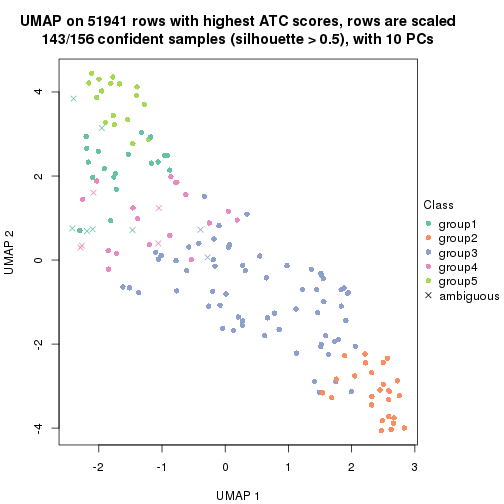 UMAP on 51941 rows with highest ATC scores, rows are scaled
143/156 confident samples (silhouette > 0.5), with 10 PCs
4
2
0
-2
-4
UMAP 2
-2
-1
0
1
2
3
UMAP 1
Class
group1
group2
group3
group4
group5
ambiguous